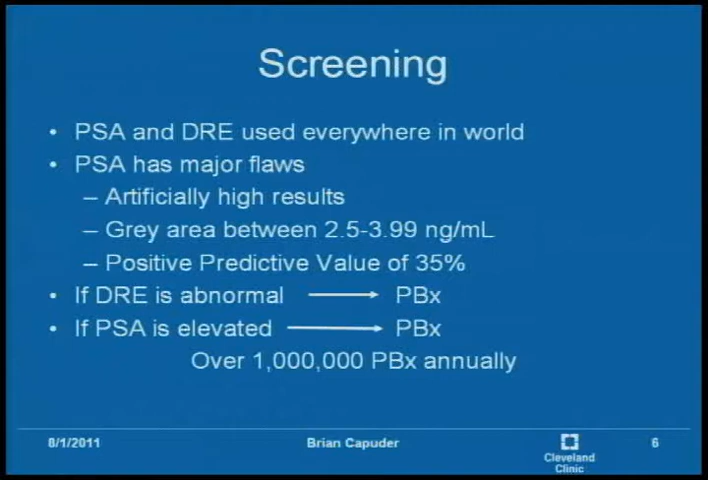 Screening
• PSA and DRE used everywhere in world
• PSA has major flaws
– Artificially high results
– Grey area between 2.5-3.99 ng/mL
– Positive Predictive Value of 35%
• If DRE is abnormal → PBx
• If PSA is elevated → PBx
Over 1,000,000 PBx annually
8/1/2011
Brian Capuder
Cleveland
Clinic
6